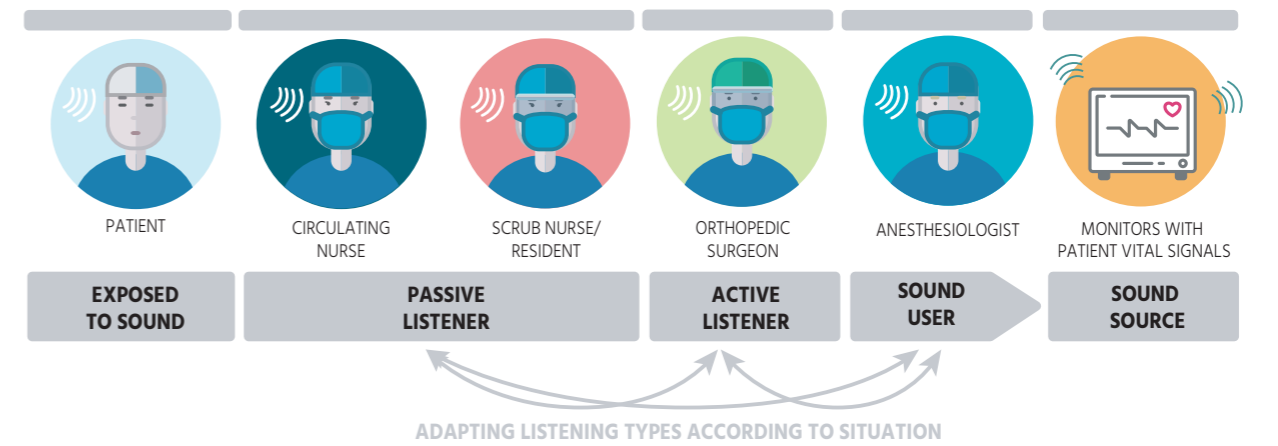 PATIENT
CIRCULATING
NURSE
SCRUB NURSE/
RESIDENT
ORTHOPEDIC
SURGEON
ANESTHESIOLOGIST
MONITORS WITH
PATIENT VITAL SIGNALS
EXPOSED
TO SOUND
PASSIVE
LISTENER
ACTIVE
LISTENER
SOUND
USER
SOUND
SOURCE
ADAPTING LISTENING TYPES ACCORDING TO SITUATION